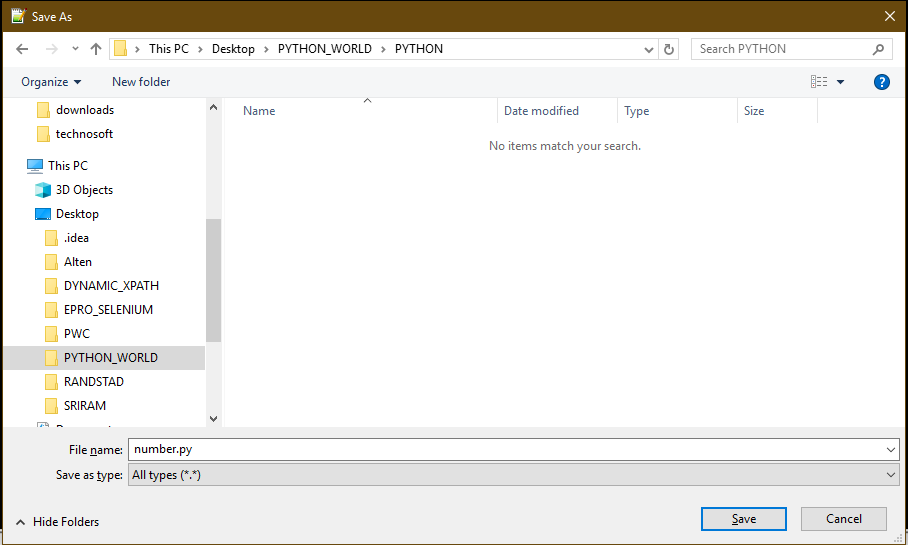 Save As
This PC > Desktop > PYTHON_WORLD > PYTHON
Search PYTHON
Organize
New folder
Name
Date modified
Type
Size
No items match your search.
downloads
technosoft
This PC
3D Objects
Desktop
.idea
Alten
DYNAMIC_XPATH
EPRO_SELENIUM
PWC
PYTHON_WORLD
RANDSTAD
SRIRAM
File name: number.py
Save as type: All types (*.*)
Hide Folders
Save
Cancel